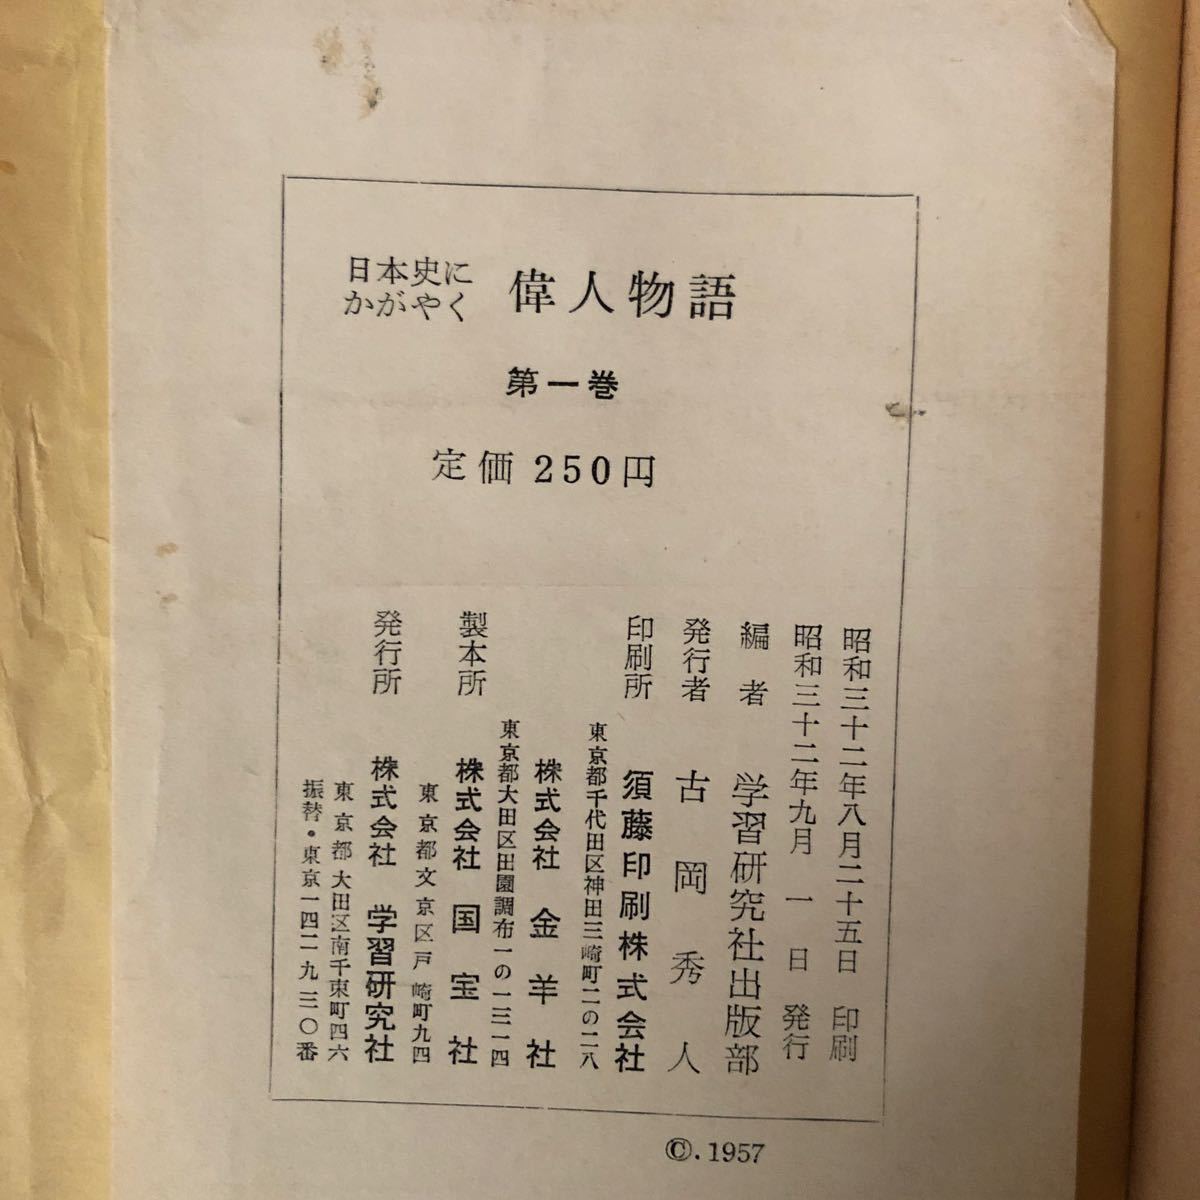 日本史に
かがやく
偉人物語
第一巻
定価 250円
昭和三十二年八月二十五日 印刷
昭和三十二年九月 一 日 発行
編者 学習研究社出版部
発行者 古岡秀人
印刷所 須藤印刷株式会社
東京都千代田区神田三崎町二の二八
株式会社 金羊社
東京都大田区田園調布一の一三一四
製本所 株式会社 国宝社
東京都文京区戸崎町九四
発行所 株式会社 学習研究社
東京都大田区南千束町四六
振替・東京一四二九三〇番
©. 1957